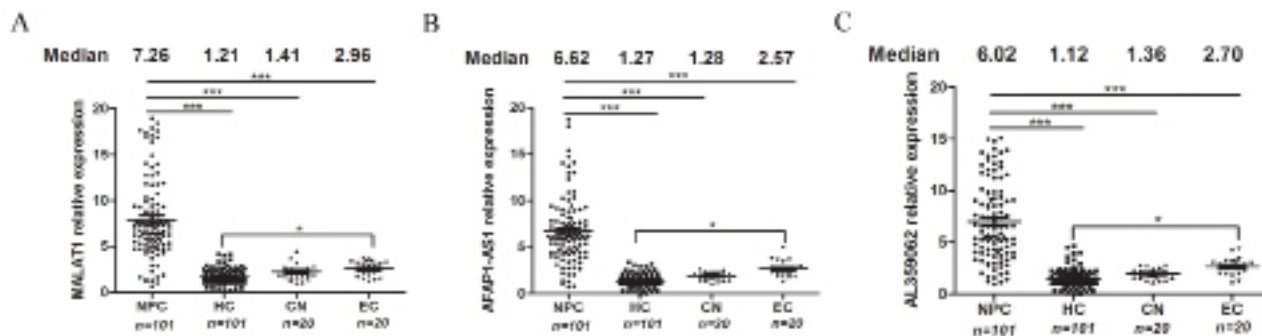 A
Median 7.26 1.21 1.41 2.96
***
***
***
MALAT1 relative expression
20
15
10
5
0
NPC HC CN EC
n=101 n=101 n=20 n=20
B
Median 6.62 1.27 1.28 2.57
***
***
***
AFAP1-AS1 relative expression
20
15
10
5
0
*
NPC HC CN EC
n=101 n=101 n=20 n=20
C
Median 6.02 1.12 1.36 2.70
***
***
***
AL359062 relative expression
20
15
10
5
0
*
NPC HC CN EC
n=101 n=101 n=20 n=20